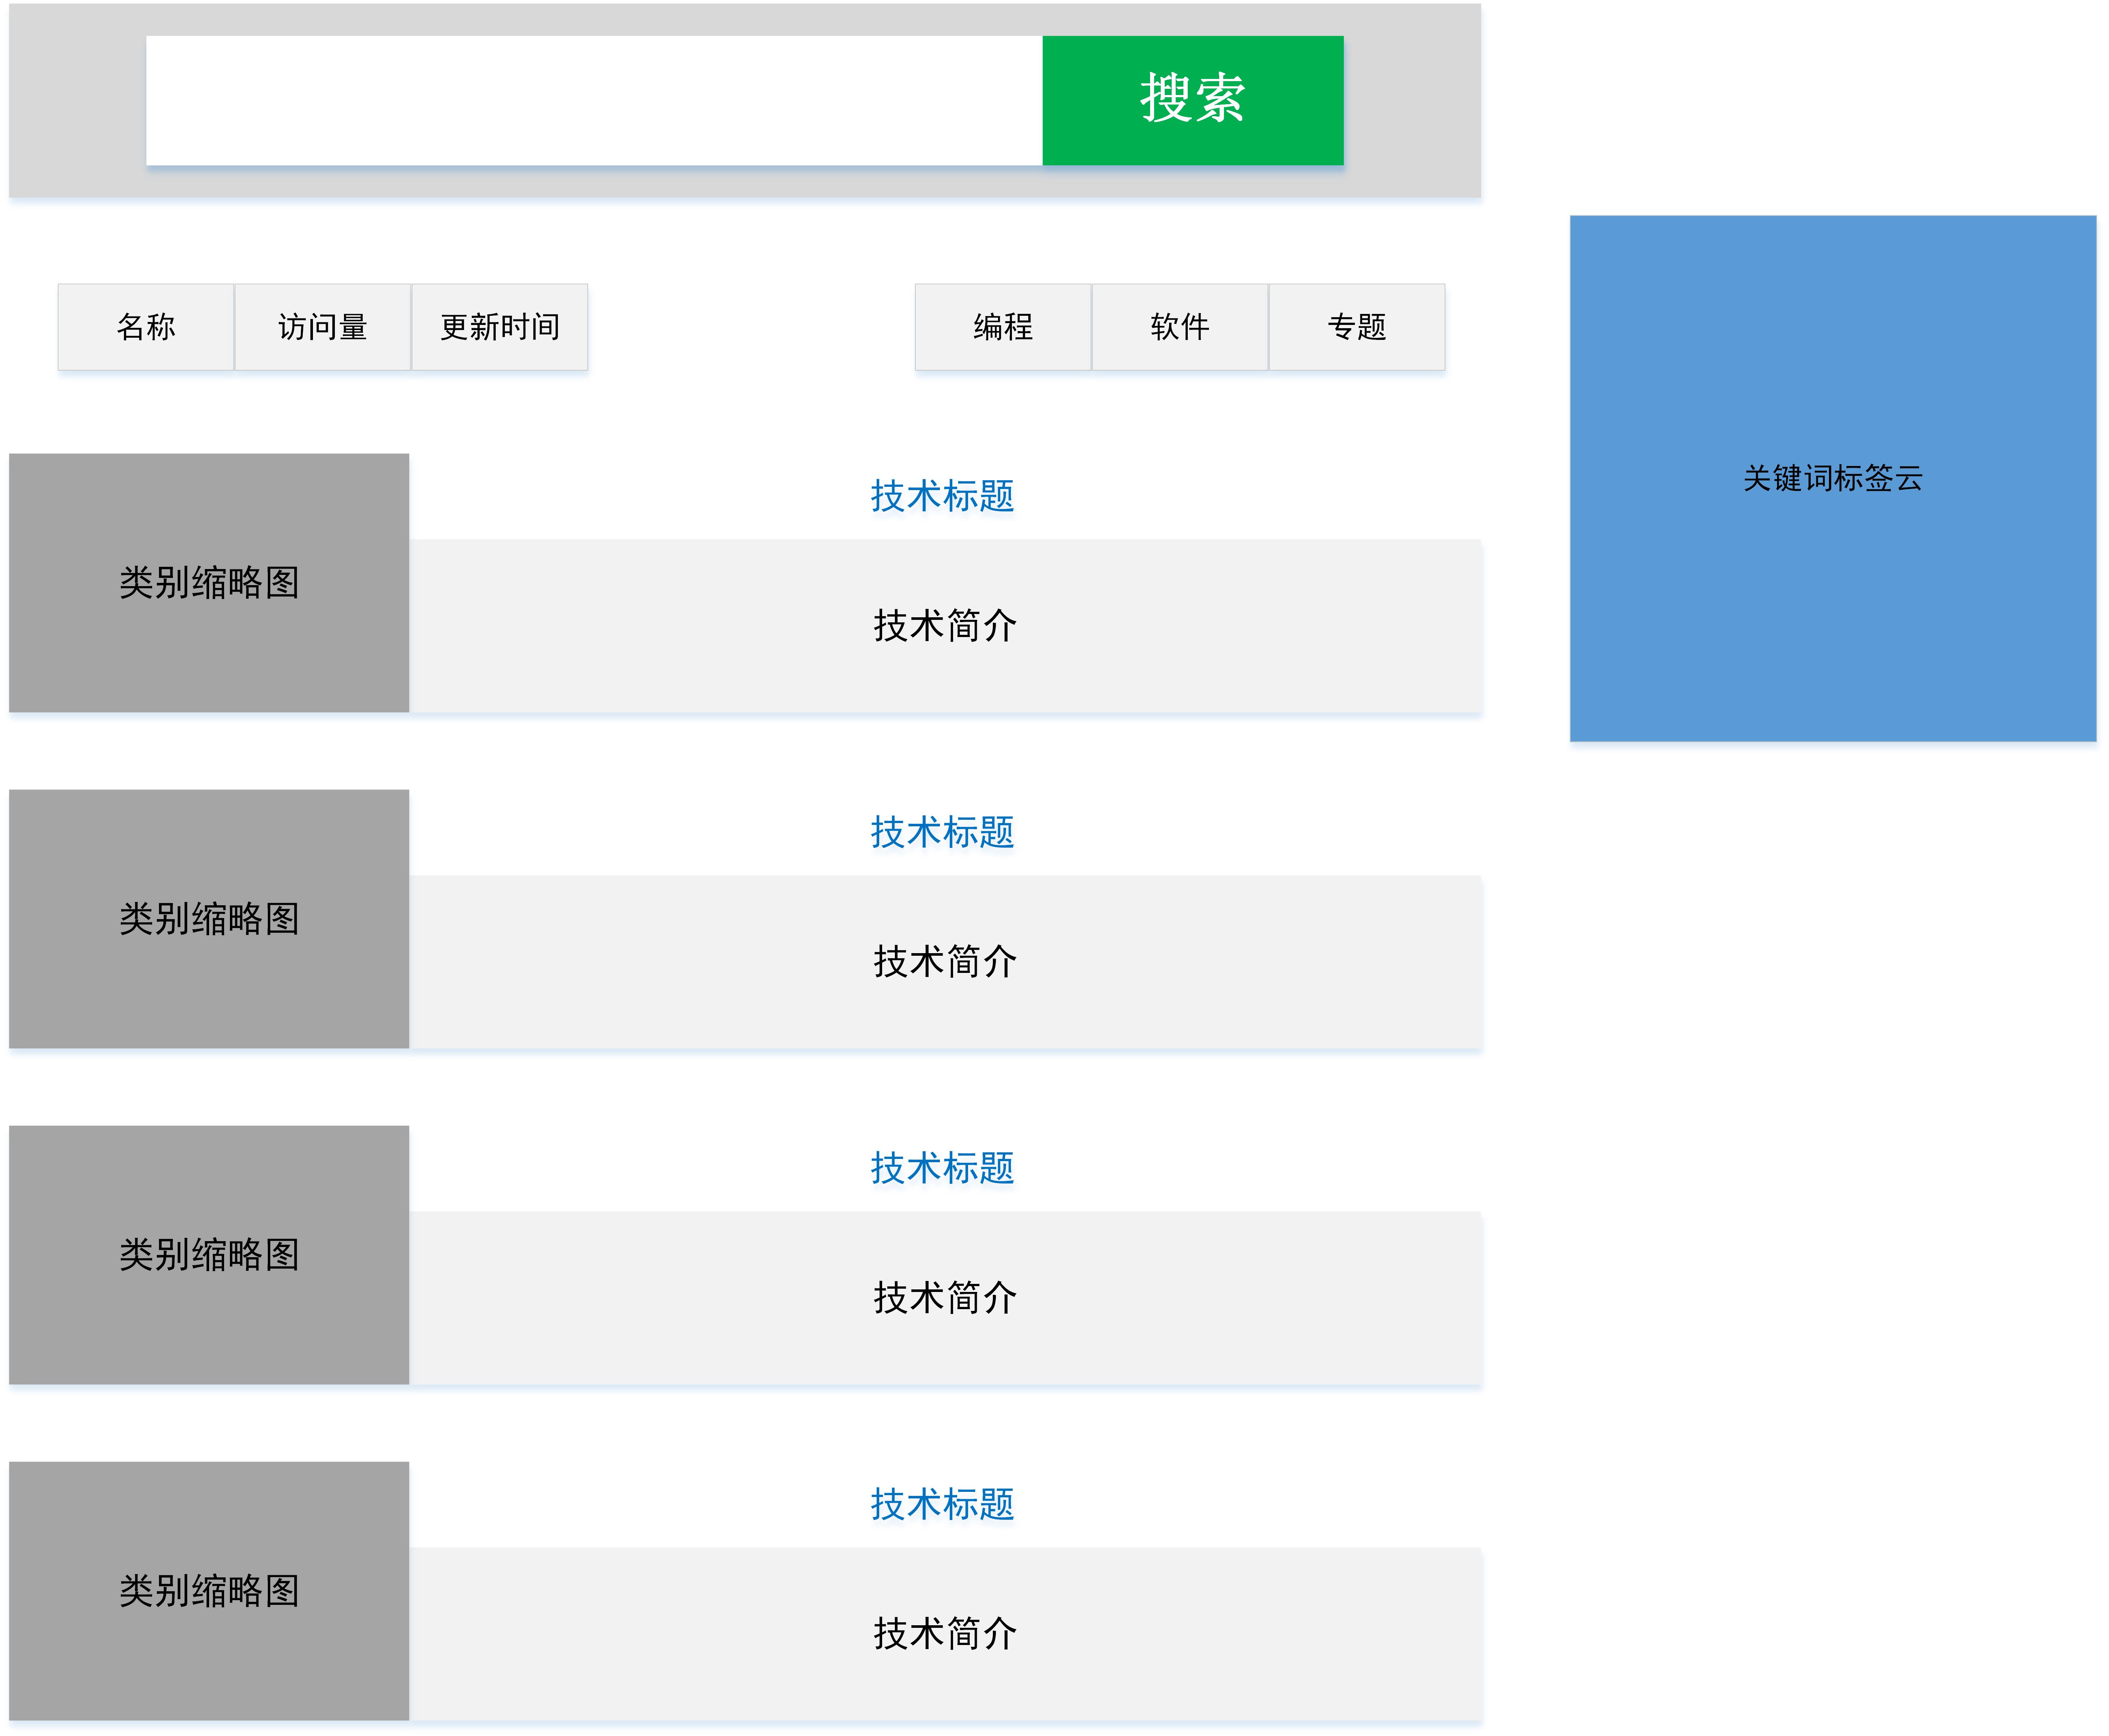 搜索
名称
访问量
更新时间
编程
软件
专题
关键词标签云
技术标题
类别缩略图
技术简介
技术标题
类别缩略图
技术简介
技术标题
类别缩略图
技术简介
技术标题
类别缩略图
技术简介